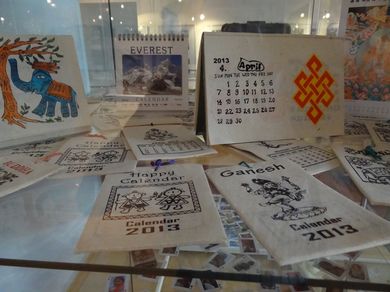 EVEREST
CALENDAR
2013
4. April
SUN MON TUE WED THU FRI SAT
1 2 3 4 5 6
7 8 9 10 11 12 13
14 15 16 17 18 19 20
21 22 23 24 25 26 27
28 29 30
Happy
Calendar
Calendar
2013
Ganesh
Calendar
2013